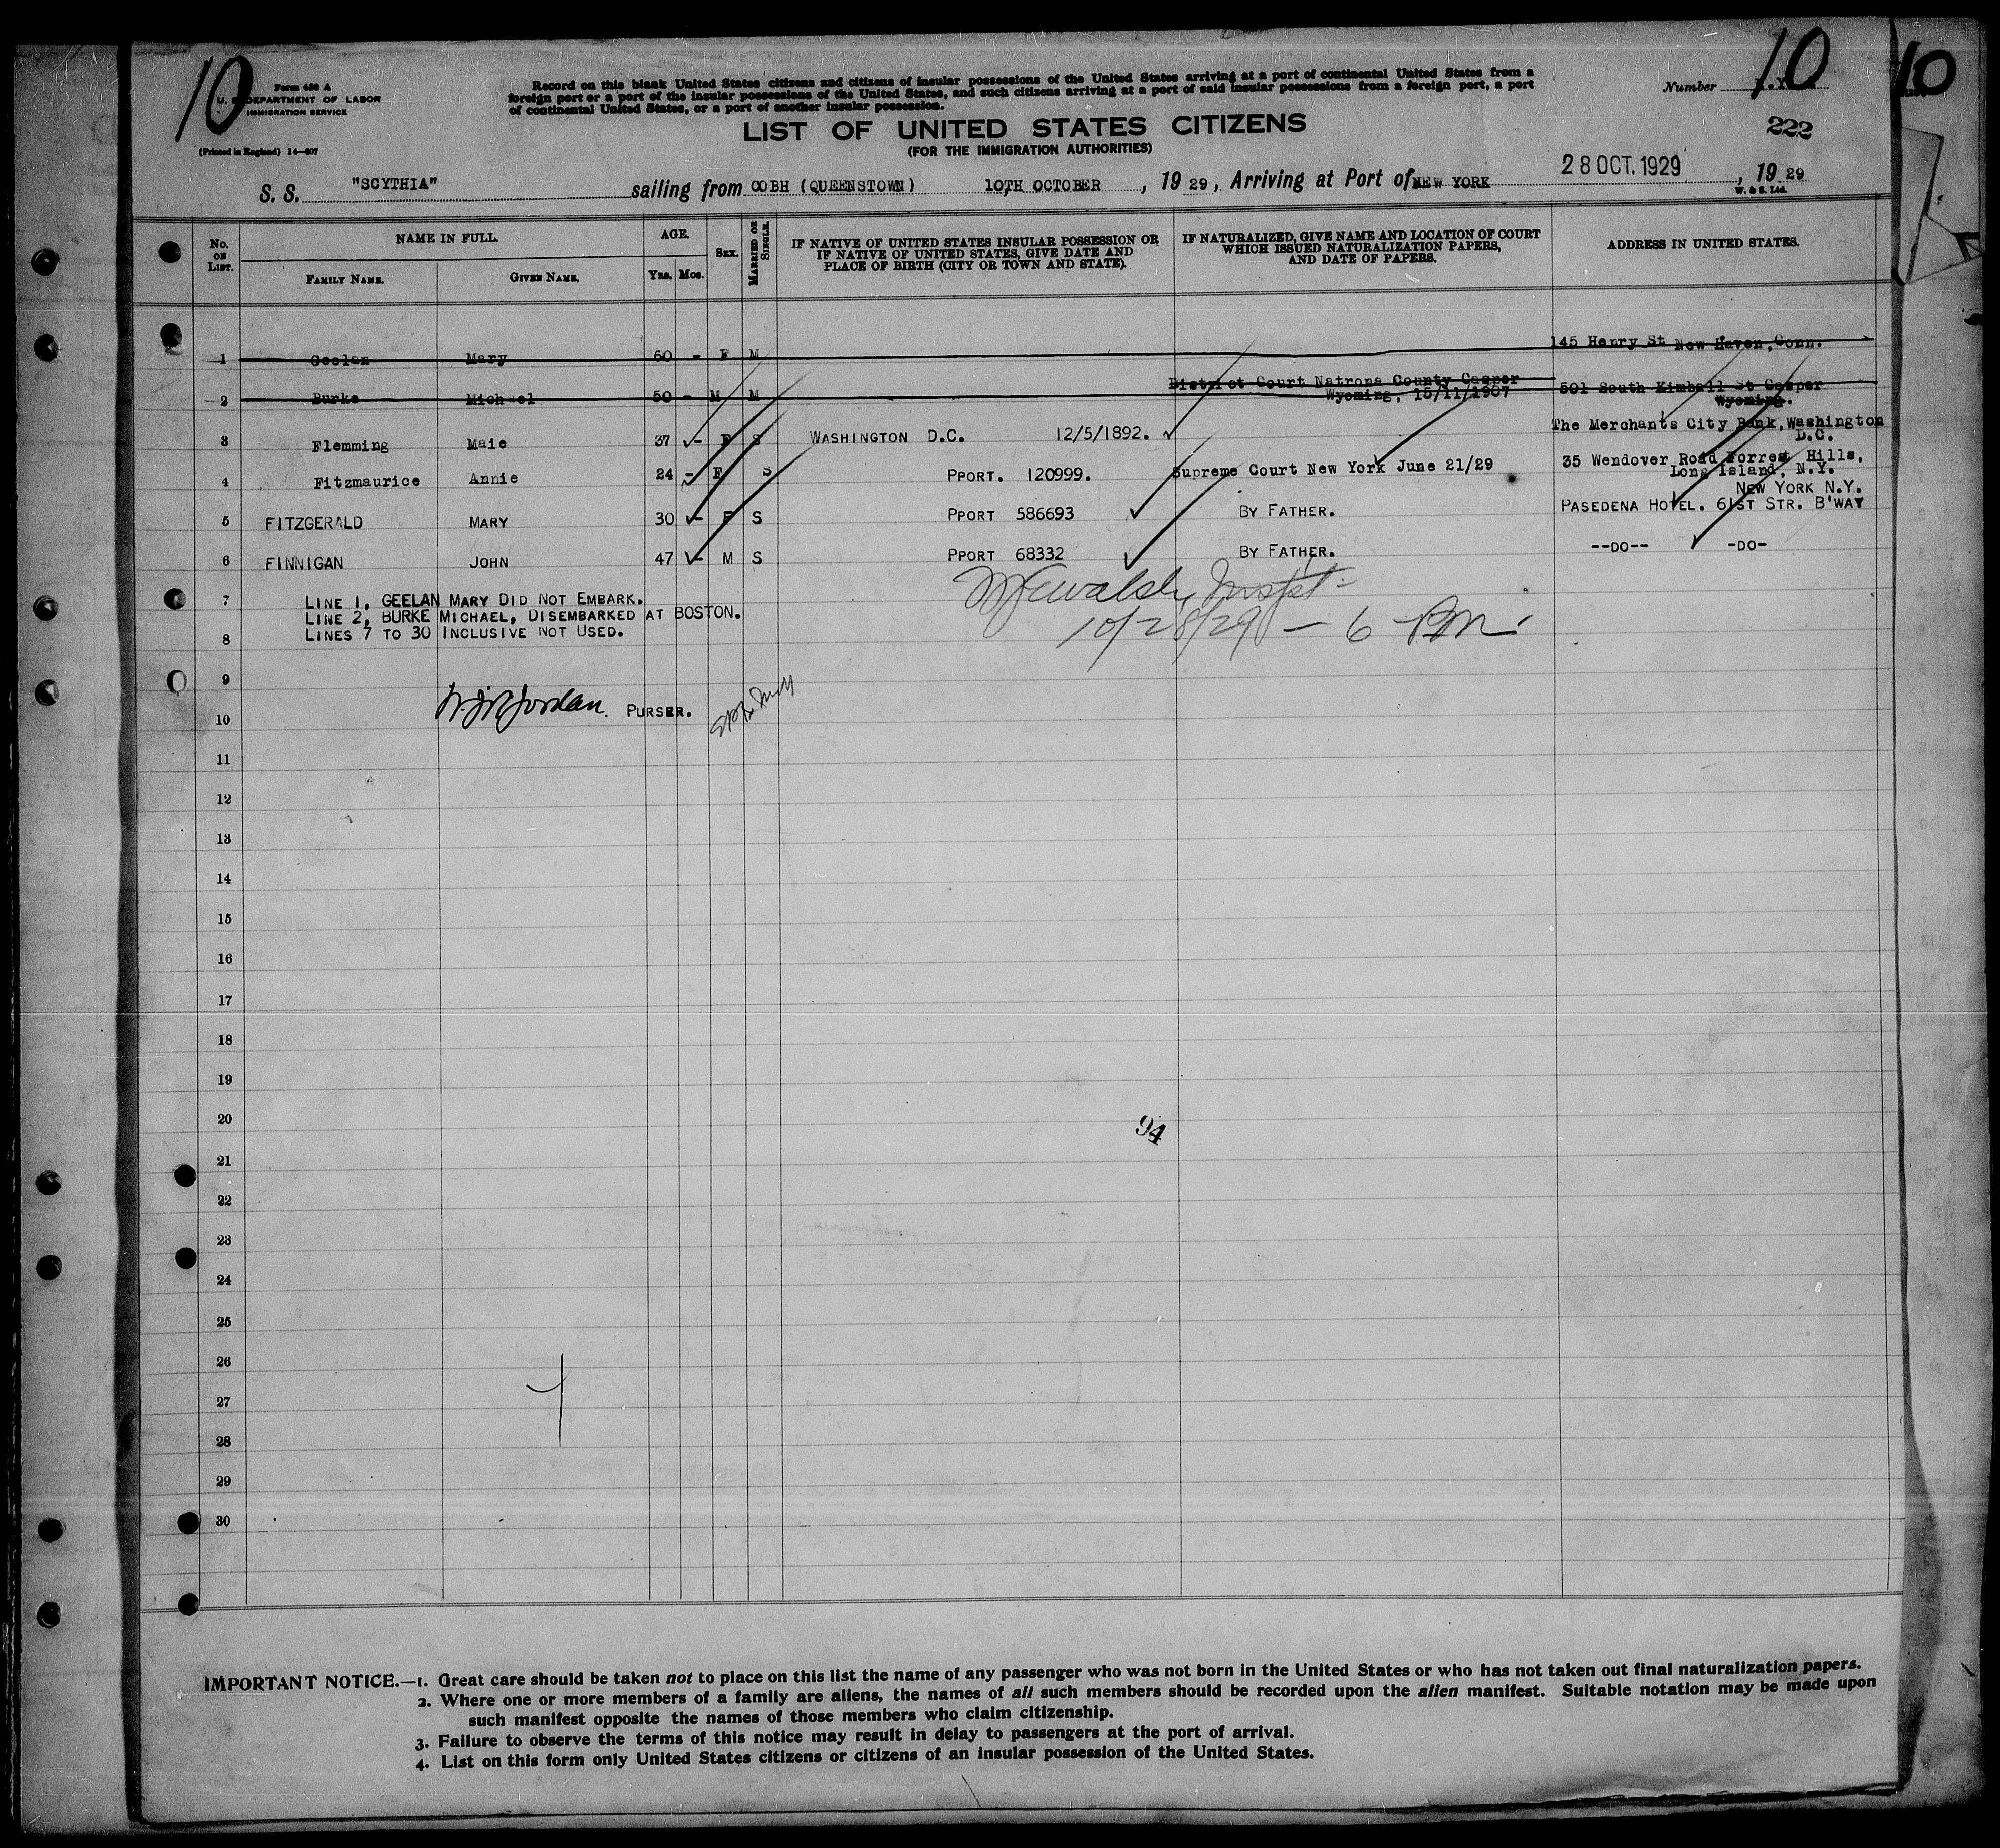 10
Form 630 A
U. S. DEPARTMENT OF LABOR
IMMIGRATION SERVICE
(Printed in England) 14—607
Record on this blank United States citizens and citizens of insular possessions of the United States arriving at a port of continental United States from a
foreign port or a port of the insular possessions of the United States, and such citizens arriving at a port of said insular possessions from a foreign port, a port
of continental United States, or a port of another insular possession.
Number 10
10
222
LIST OF UNITED STATES CITIZENS
(FOR THE IMMIGRATION AUTHORITIES)
S. S. "SCYTHIA" sailing from COBH (QUEENSTOWN) 10TH OCTOBER, 19 29, Arriving at Port of NEW YORK 28 OCT. 1929, 19 29
W. & S. Ltd.
No. ON LIST. NAME IN FULL. AGE. SEX. MARRIED OR SINGLE. IF NATIVE OF UNITED STATES INSULAR POSSESSION OR IF NATIVE OF UNITED STATES, GIVE DATE AND PLACE OF BIRTH (CITY OR TOWN AND STATE). IF NATURALIZED, GIVE NAME AND LOCATION OF COURT WHICH ISSUED NATURALIZATION PAPERS, AND DATE OF PAPERS. ADDRESS IN UNITED STATES.
FAMILY NAME. GIVEN NAME. YRS. MOS.
1 Geelan Mary 60 - F M 145 Henry St New Haven, Conn.
2 Burke Michael 50 - M M District Court Natrona County Casper Wyoming, 15/11/1907 501 South Kimball St Casper Wyoming.
3 Flemming Maie 37 - F S WASHINGTON D.C. 12/5/1892. The Merchants City Bank, Washington D.C.
4 Fitzmaurice Annie 24 - F S PPORT. 120999. Supreme Court New York June 21/29 35 Wendover Road Forrest Hills, Long Island, N.Y.
5 FITZGERALD MARY 30 - F S PPORT 586693 BY FATHER. NEW YORK N.Y. PASEDENA HOTEL. 61ST STR. B'WAY
6 FINNIGAN JOHN 47 - M S PPORT 68332 BY FATHER. --DO-- -DO-
7 LINE 1, GEELAN MARY DID NOT EMBARK.
LINE 2, BURKE MICHAEL, DISEMBARKED AT BOSTON.
8 LINES 7 TO 30 INCLUSIVE NOT USED.
10/28/29 — 6 PM.
9
10 Jordan. PURSER.
11
12
13
14
15
16
17
18
19
20
94
21
22
23
24
25
26
27
28
29
30
IMPORTANT NOTICE.—1. Great care should be taken not to place on this list the name of any passenger who was not born in the United States or who has not taken out final naturalization papers.
2. Where one or more members of a family are aliens, the names of all such members should be recorded upon the alien manifest. Suitable notation may be made upon
such manifest opposite the names of those members who claim citizenship.
3. Failure to observe the terms of this notice may result in delay to passengers at the port of arrival.
4. List on this form only United States citizens or citizens of an insular possession of the United States.